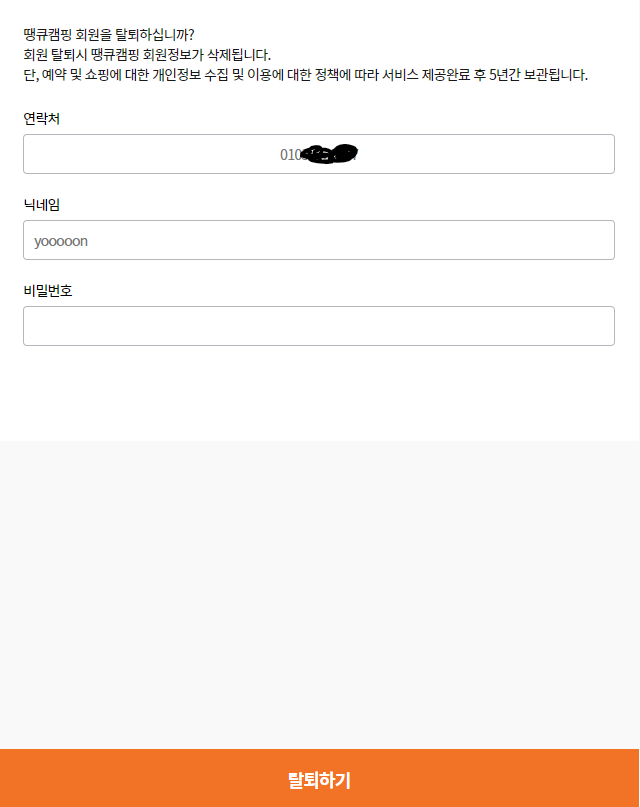 땡큐캠핑 회원을 탈퇴하십니까?
회원 탈퇴시 땡큐캠핑 회원정보가 삭제됩니다.
단, 예약 및 쇼핑에 대한 개인정보 수집 및 이용에 대한 정책에 따라 서비스 제공완료 후 5년간 보관됩니다.
연락처
010
닉네임
yooooon
비밀번호
탈퇴하기